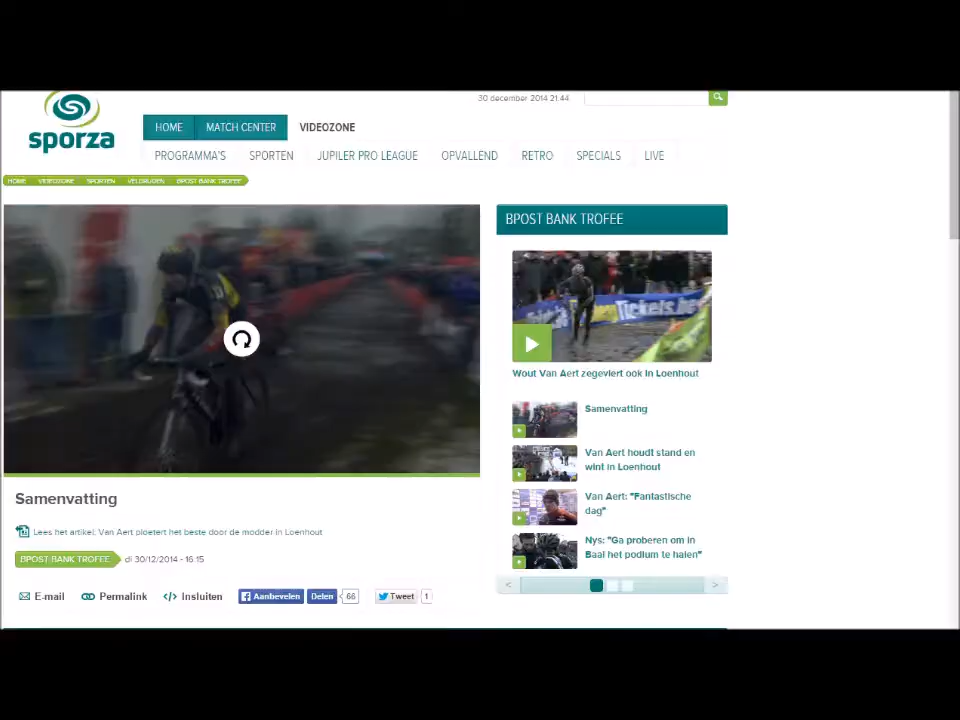 30 december 2014 21:44
sporza
HOME MATCH CENTER VIDEOZONE
PROGRAMMA'S SPORTEN JUPILER PRO LEAGUE OPVALLEND RETRO SPECIALS LIVE
HOME VIDEOZONE SPORTEN VELDRIJDEN BPOST BANK TROFEE
BPOST BANK TROFEE
Tickets.be
Wout Van Aert zegeviert ook in Loenhout
Samenvatting
Van Aert houdt stand en
wint in Loenhout
Van Aert: "Fantastische
dag"
Nys: "Ga proberen om in
Baal het podium te halen"
< >
Samenvatting
Lees het artikel: Van Aert ploetert het beste door de modder in Loenhout
BPOST BANK TROFEE di 30/12/2014 - 16:15
E-mail Permalink Insluiten Aanbevelen Delen 66 Tweet 1